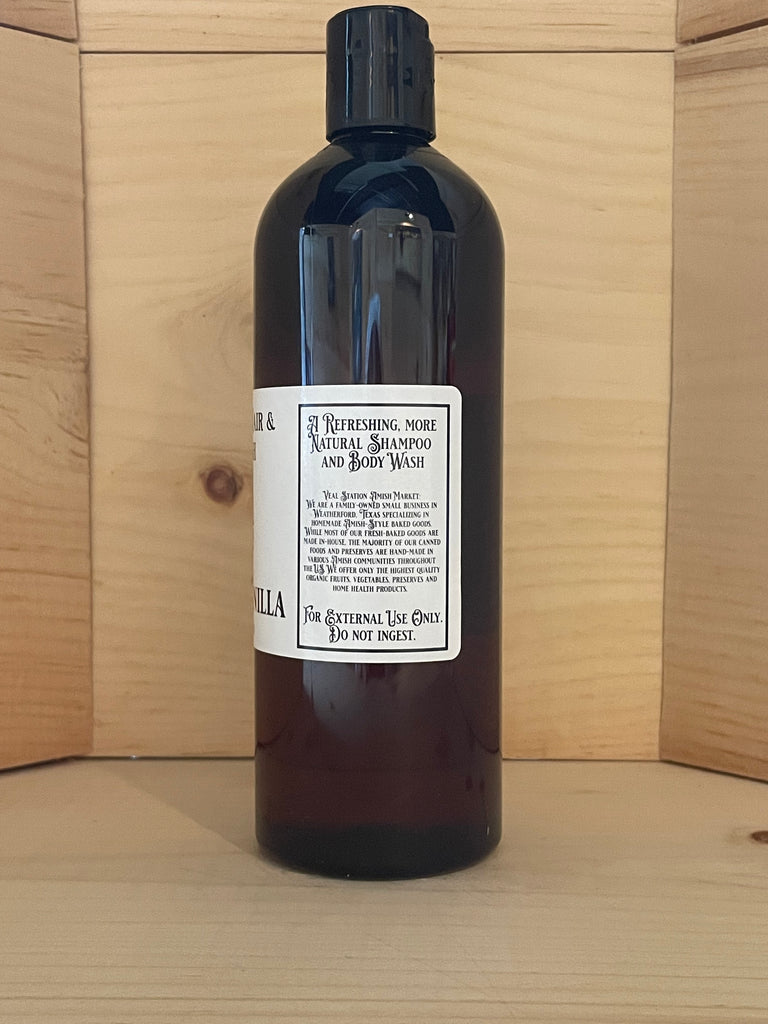 AIR &
NILLA
A REFRESHING, MORE
NATURAL SHAMPOO
AND BODY WASH
VEAL STATION AMISH MARKET:
WE ARE A FAMILY-OWNED SMALL BUSINESS IN
WEATHERFORD, TEXAS SPECIALIZING IN
HOMEMADE AMISH-STYLE BAKED GOODS.
WHILE MOST OF OUR FRESH-BAKED GOODS ARE
MADE IN-HOUSE, THE MAJORITY OF OUR CANNED
FOODS AND PRESERVES ARE HAND-MADE IN
VARIOUS AMISH COMMUNITIES THROUGHOUT
THE U.S. WE OFFER ONLY THE HIGHEST QUALITY
ORGANIC FRUITS, VEGETABLES, PRESERVES AND
HOME HEALTH PRODUCTS.
FOR EXTERNAL USE ONLY.
DO NOT INGEST.